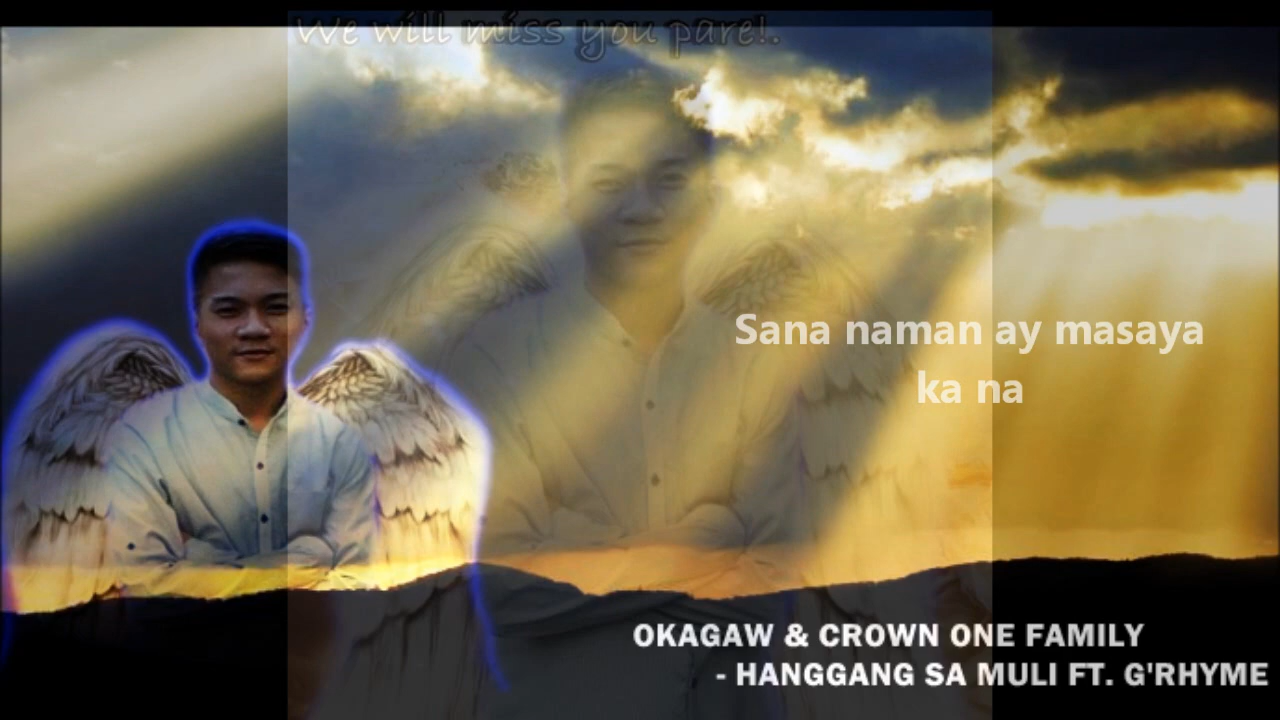 We will miss you pare!.
Sana naman ay masaya
ka na
OKAGAW & CROWN ONE FAMILY
- HANGGANG SA MULI FT. G'RHYME